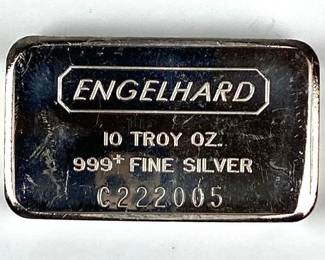 ENGELHARD
10 TROY OZ.
999+ FINE SILVER
C222005